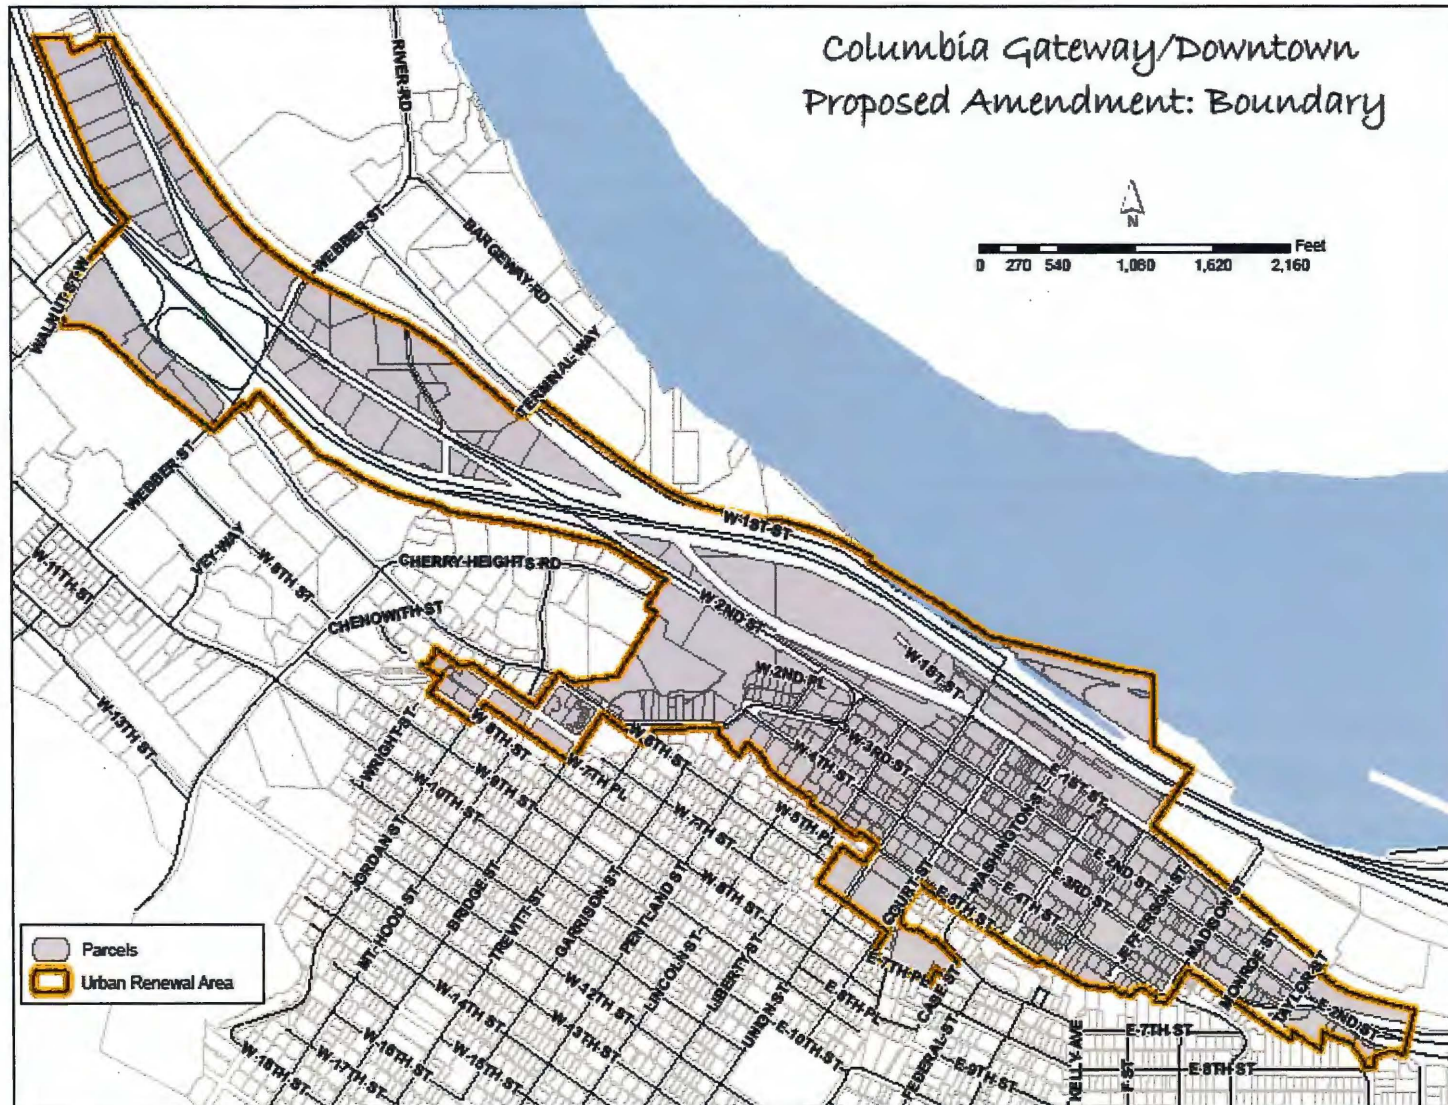 Columbia Gateway/Downtown
Proposed Amendment: Boundary
N
Feet
0 270 540 1,080 1,620 2,160
RIVER-RD
WEBBER-ST
BARGEWAY-RD
TERMINAL-WAY
WALNUT-ST-W
WEBBER-ST
VEY-WAY
W-8TH-ST
W-11TH-ST
CHERRY-HEIGHTS-RD
CHENOWITH-ST
W-13TH-ST
W-1ST-ST
W-2ND-ST
W-1ST-ST
W-2ND-PL
W-3RD-ST
W-4TH-ST
W-6TH-ST
W-8TH-ST
W-7TH-PL
W-5TH-PL
W-7TH-ST
W-8TH-ST
W-9TH-ST
W-10TH-ST
WRIGHT-ST
JORDAN-ST
MT-HOOD-ST
BRIDGE-ST
TREVITT-ST
GARRISON-ST
PENTLAND-ST
LINCOLN-ST
LIBERTY-ST
UNION-ST
COURT-ST
WASHINGTON-ST
E-1ST-ST
E-2ND-ST
E-3RD-ST
E-4TH-ST
E-5TH-ST
JEFFERSON-ST
MADISON-ST
MONROE-ST
TAYLOR-ST
E-2ND-ST
E-7TH-PL
CASE-ST
E-8TH-PL
FEDERAL-ST
E-9TH-ST
E-10TH-ST
KELLY-AVE
F-ST
E-7TH-ST
E-8TH-ST
W-12TH-ST
W-13TH-ST
W-14TH-ST
W-15TH-ST
W-16TH-ST
W-17TH-ST
Parcels
Urban Renewal Area